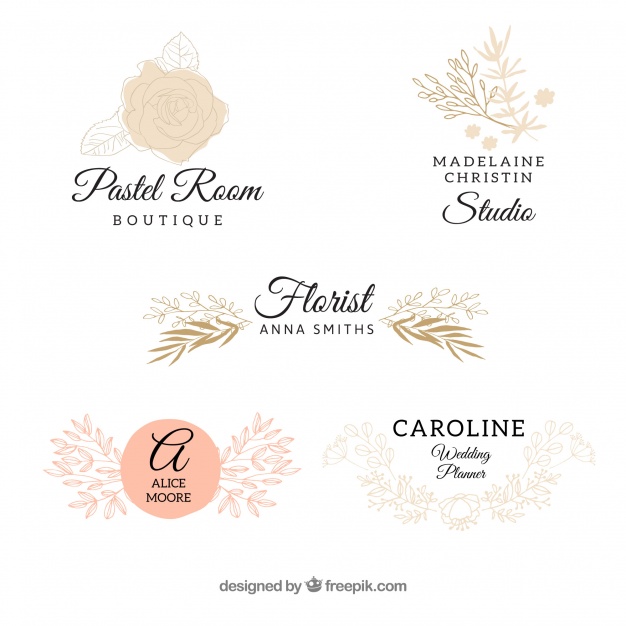 Pastel Room
BOUTIQUE
MADELAINE
CHRISTIN
Studio
Florist
ANNA SMITHS
A
ALICE
MOORE
CAROLINE
Wedding
Planner
designed by freepik.com